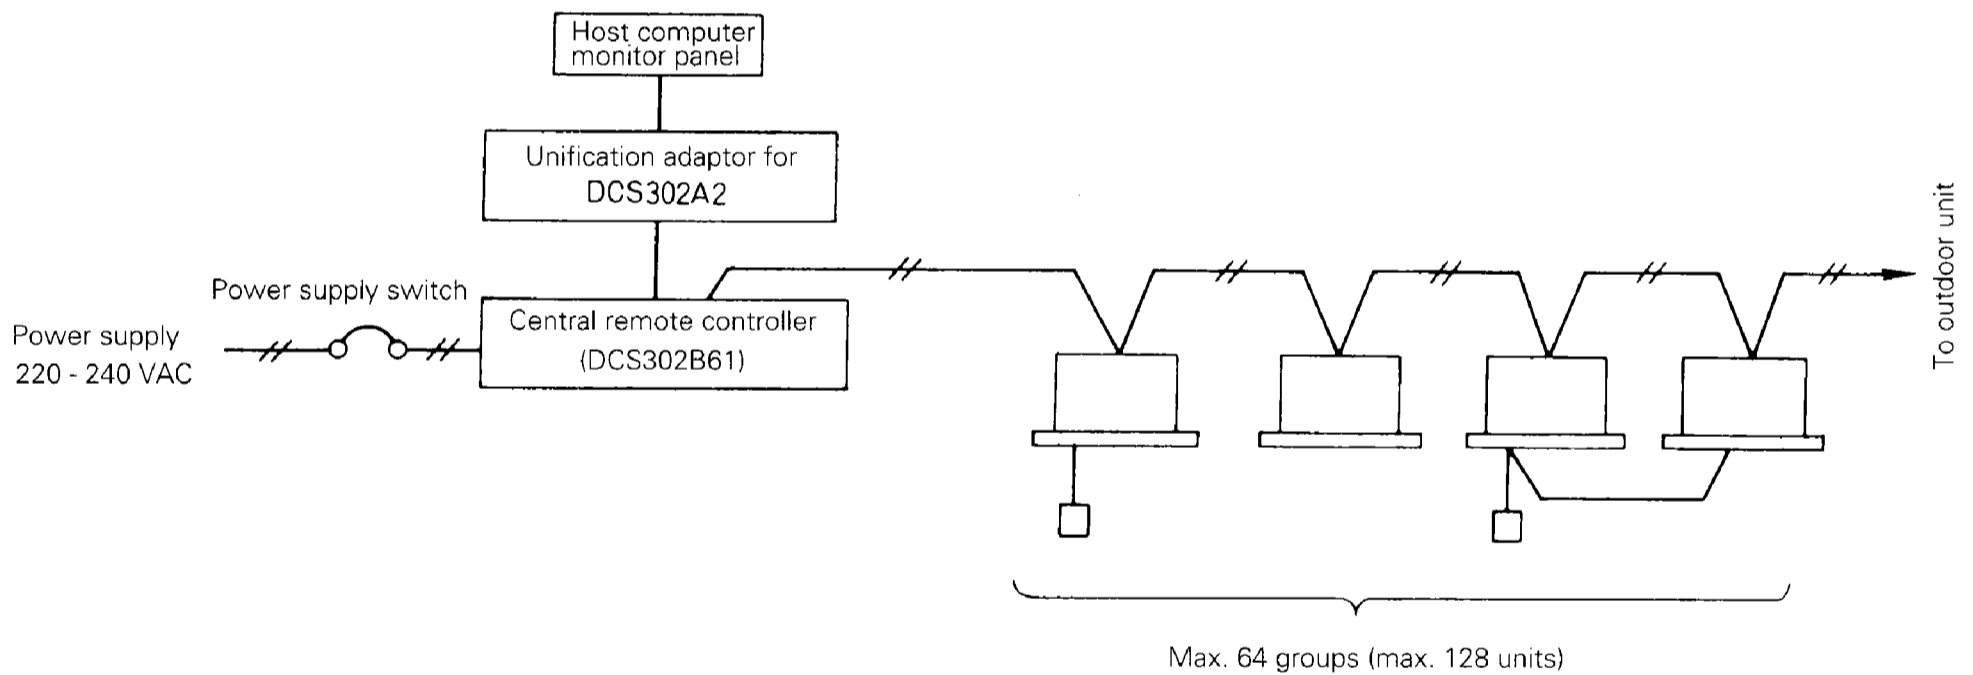 Host computer
monitor panel
Unification adaptor for
DCS302A2
Power supply switch
Power supply
220 - 240 VAC
Central remote controller
(DCS302B61)
To outdoor unit
Max. 64 groups (max. 128 units)